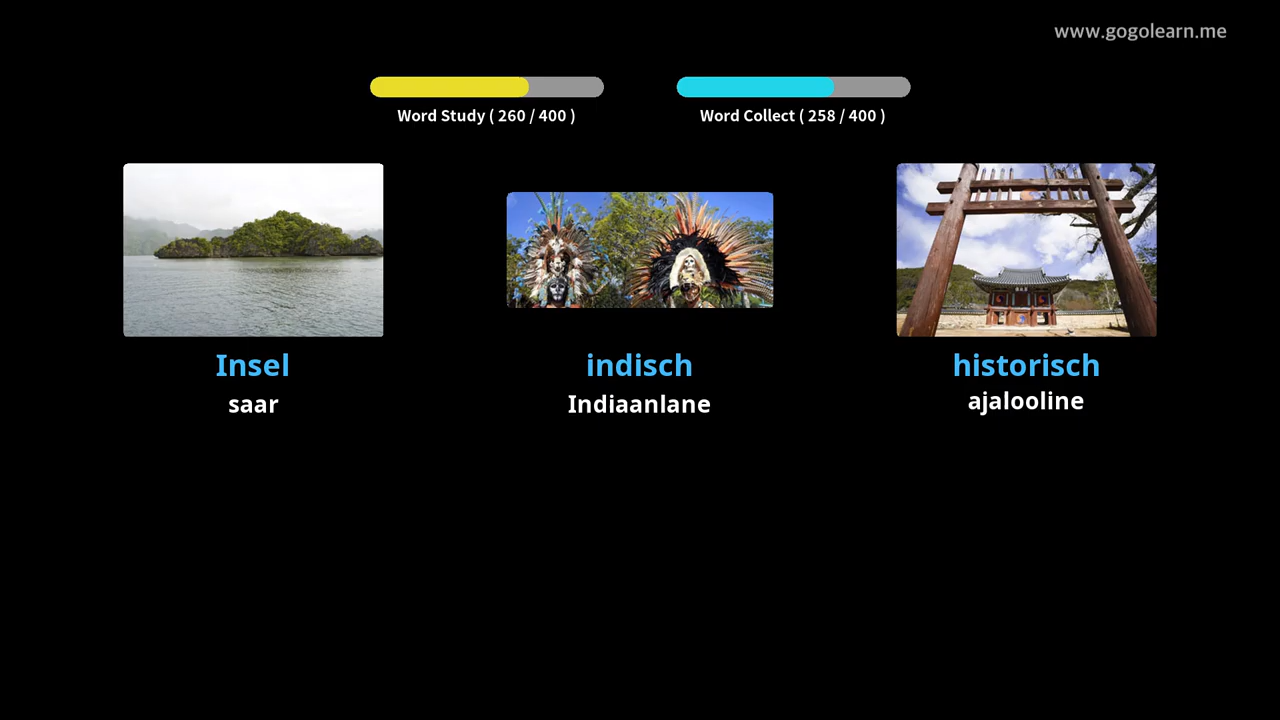 www.gogolearn.me
Word Study ( 260 / 400 )
Word Collect ( 258 / 400 )
Insel
saar
indisch
Indiaanlane
historisch
ajalooline